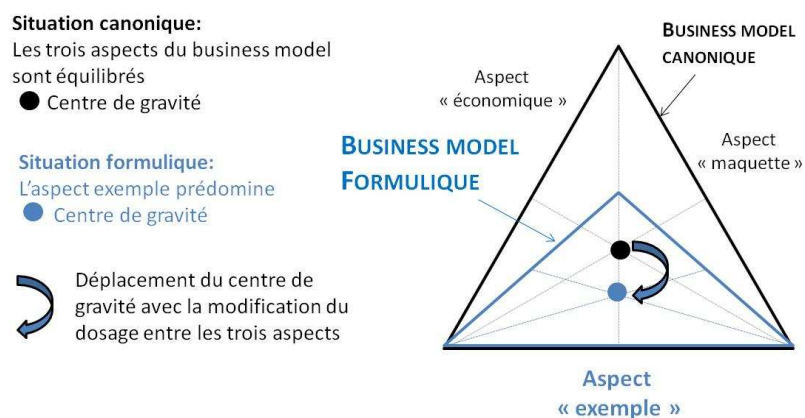 Situation canonique:
Les trois aspects du business model
sont équilibrés
Centre de gravité
Situation formulique:
L'aspect exemple prédomine
Centre de gravité
Déplacement du centre de
gravité avec la modification du
dosage entre les trois aspects
BUSINESS MODEL
CANONIQUE
Aspect
« économique »
Aspect
« maquette »
BUSINESS MODEL
FORMULIQUE
Aspect
« exemple »